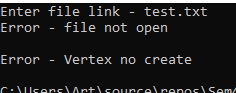 Enter file link - test.txt
Error - file not open
Error - Vertex no create
C:\Users\Art\source\repos\Sem